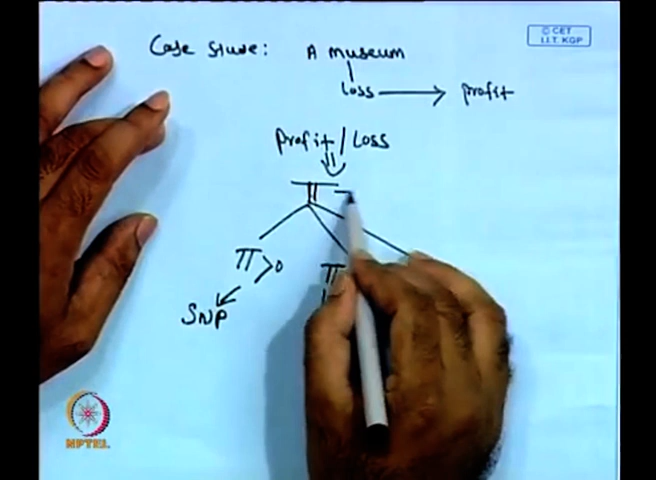 © CET
I.I.T. KGP
Case Stude: A museum
Loss → profit
Profit / Loss
π
π > 0
π
SNP
NPTEL